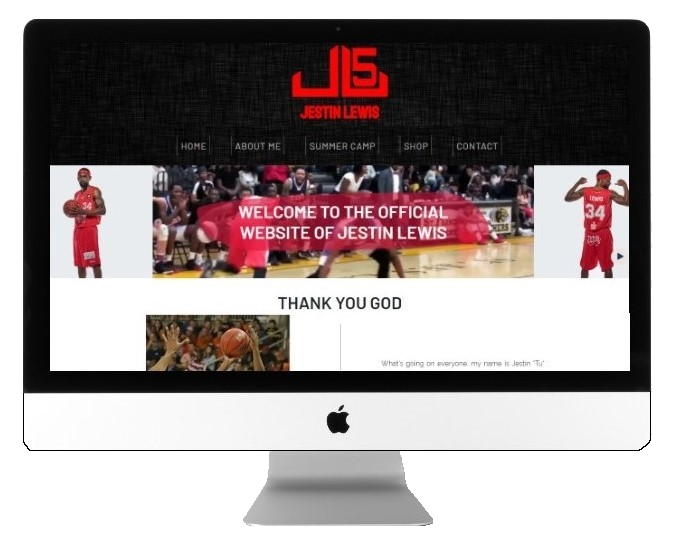 JL5
JESTIN LEWIS
HOME ABOUT ME SUMMER CAMP SHOP CONTACT
34
WELCOME TO THE OFFICIAL
WEBSITE OF JESTIN LEWIS
LEWIS
34
THANK YOU GOD
What's going on everyone, my name is Jestin "Tu"